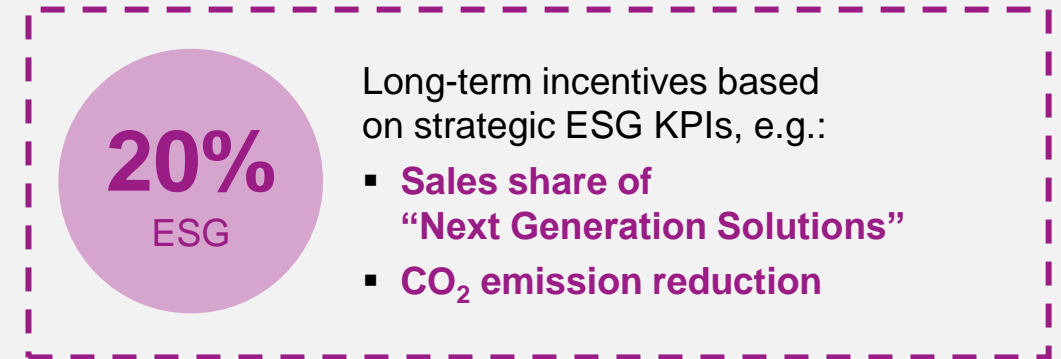 20%
ESG
Long-term incentives based
on strategic ESG KPIs, e.g.:
▪ Sales share of
“Next Generation Solutions”
▪ CO₂ emission reduction